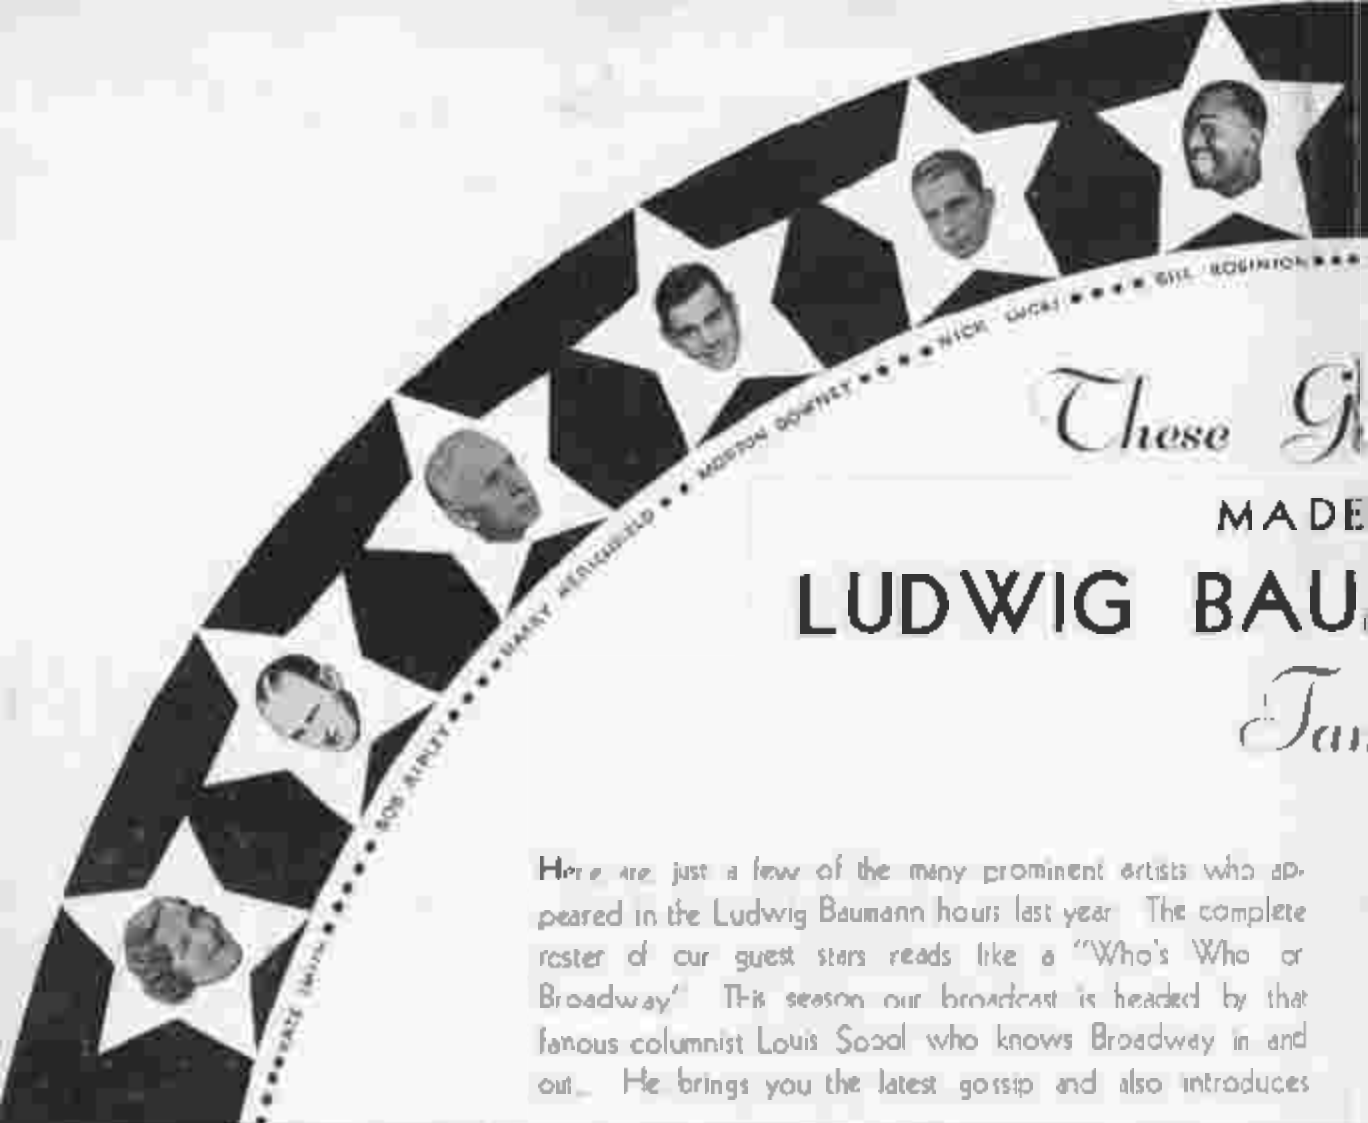 KATE SMITH
BOB RIPLEY
HARRY HERSHFIELD
MORTON DOWNEY
NICK LUCAS
BILL ROBINSON
These
MADE
LUDWIG BAU
Here are just a few of the many prominent artists who ap-
peared in the Ludwig Baumann hours last year The complete
roster of our guest stars reads like a "Who's Who or
Broadway" This season our broadcast is headed by that
famous columnist Louis Sobol who knows Broadway in and
out. He brings you the latest gossip and also introduces